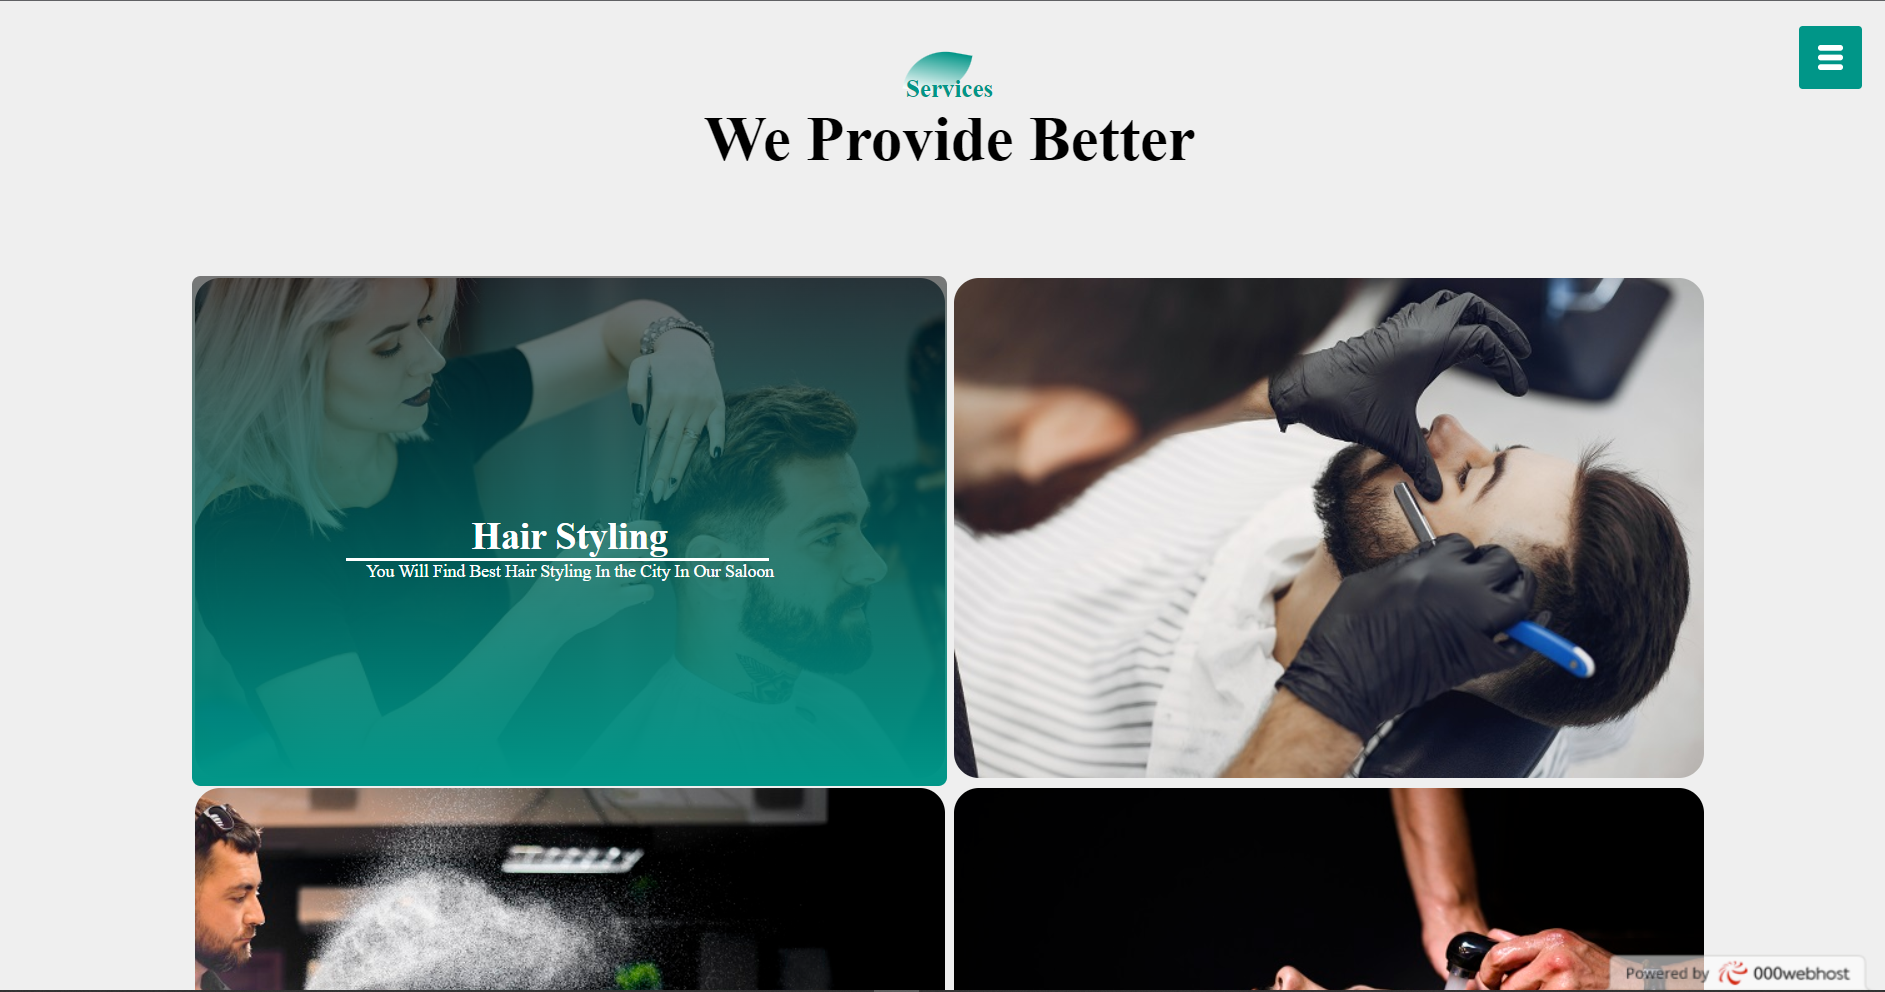 Services
We Provide Better
Hair Styling
You Will Find Best Hair Styling In the City In Our Saloon
Powered by 000webhost